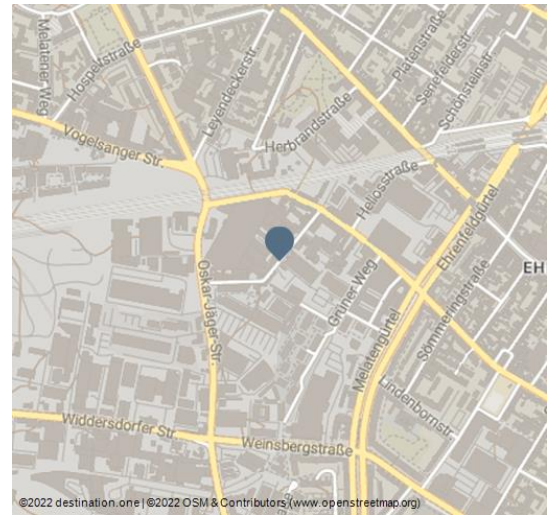 Melatener Weg
Hospeltstraße
Leyendeckerstr.
Platenstraße
Senefelderstr.
Schönsteinstr.
Vogelsanger Str.
Herbrandstraße
Heliosstraße
Ehrenfeldgürtel
EH
Oskar-Jäger-Str.
Grüner Weg
Sömmeringstraße
Melatengürtel
Lindenbornstr.
Widdersdorfer Str.
Weinsbergstraße
©2022 destination.one | ©2022 OSM & Contributors (www.openstreetmap.org)